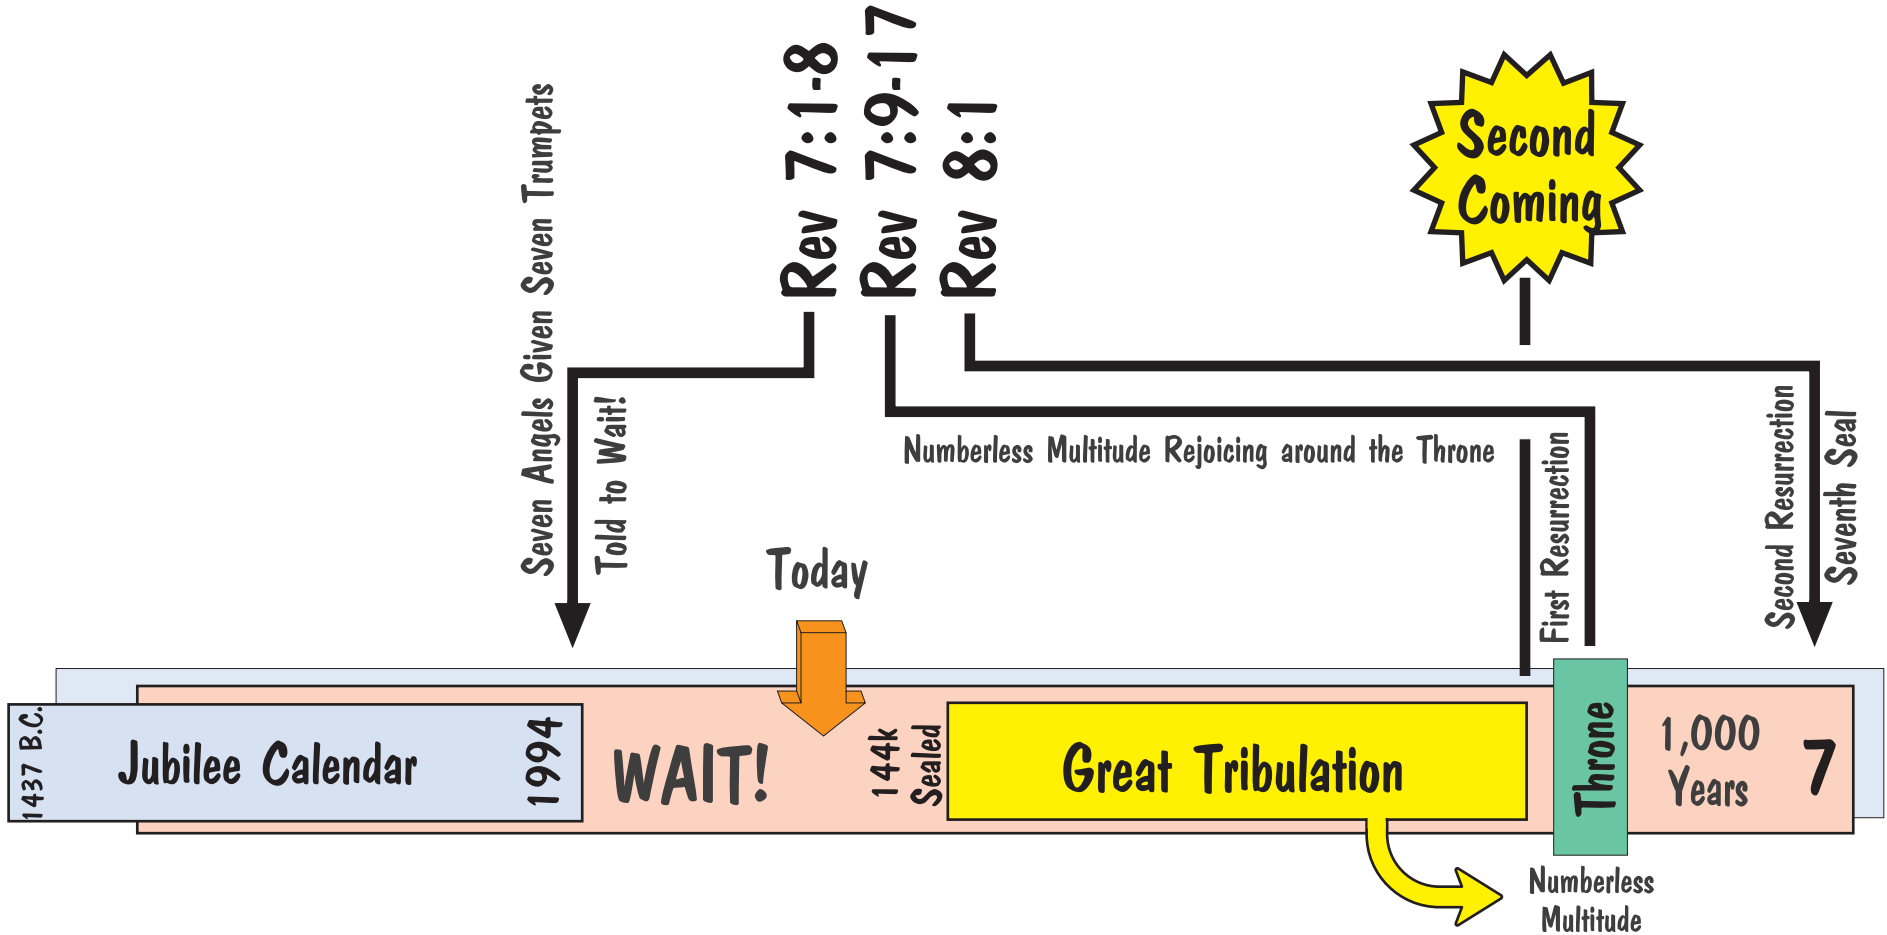 Seven Angels Given Seven Trumpets
Told to Wait!
Rev 7:1-8
Rev 7:9-17
Rev 8:1
Second
Coming
Numberless Multitude Rejoicing around the Throne
First Resurrection
Second Resurrection
Seventh Seal
Today
1437 B.C.
Jubilee Calendar
1994
WAIT!
144k
Sealed
Great Tribulation
Throne
1,000
Years
7
Numberless
Multitude